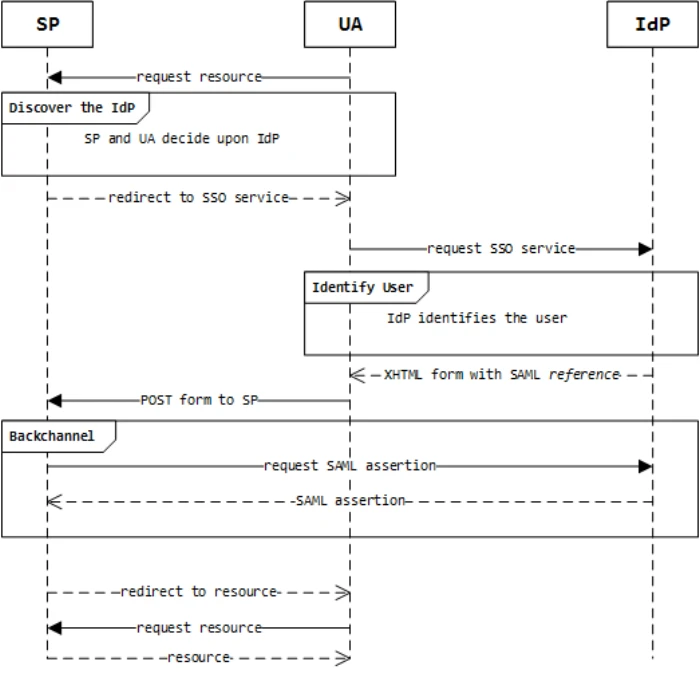 SP
UA
IdP
request resource
Discover the IdP
SP and UA decide upon IdP
redirect to SSO service
request SSO service
Identify User
IdP identifies the user
XHTML form with SAML reference
POST form to SP
Backchannel
request SAML assertion
SAML assertion
redirect to resource
request resource
resource